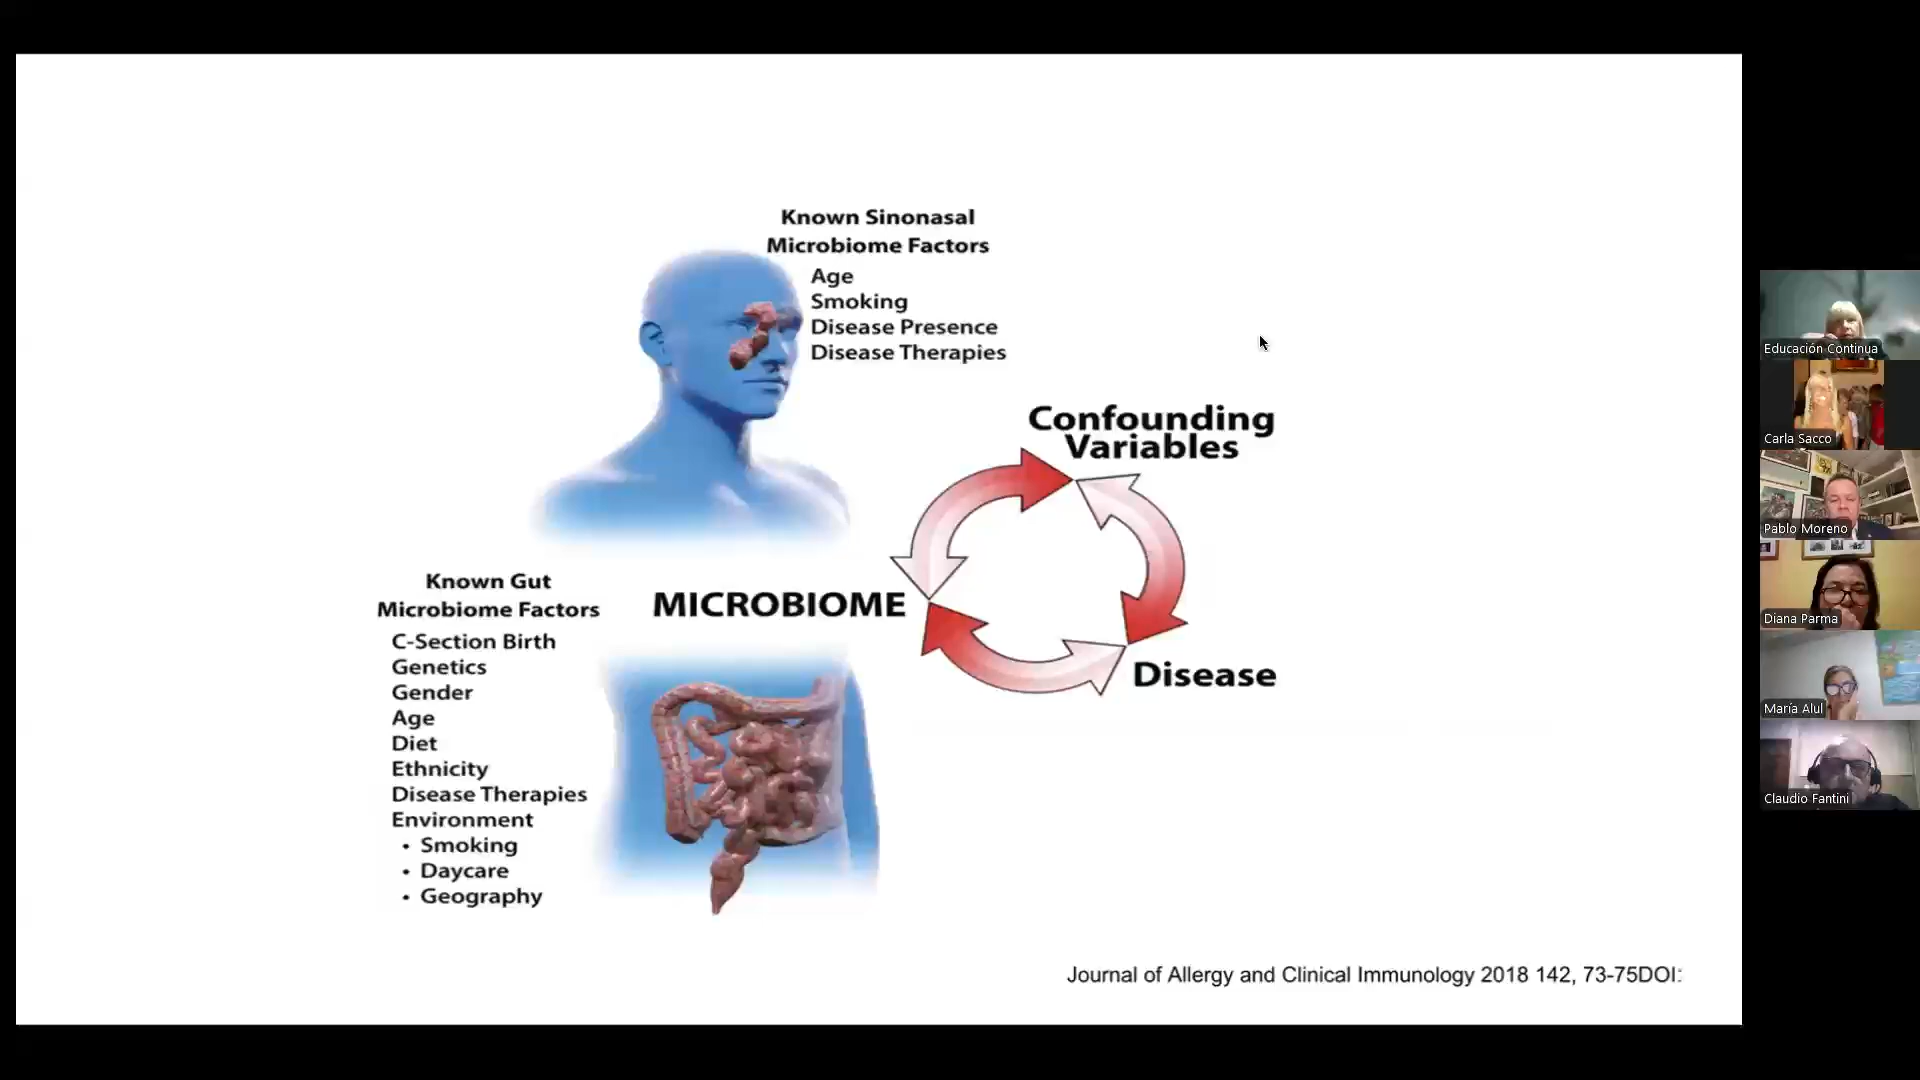 Known Sinonasal
Microbiome Factors
Age
Smoking
Disease Presence
Disease Therapies
Confounding
Variables
MICROBIOME
Disease
Known Gut
Microbiome Factors
C-Section Birth
Genetics
Gender
Age
Diet
Ethnicity
Disease Therapies
Environment
• Smoking
• Daycare
• Geography
Journal of Allergy and Clinical Immunology 2018 142, 73-75DOI:
Educación Continua
Carla Sacco
Pablo Moreno
Diana Parma
María Alul
Claudio Fantini